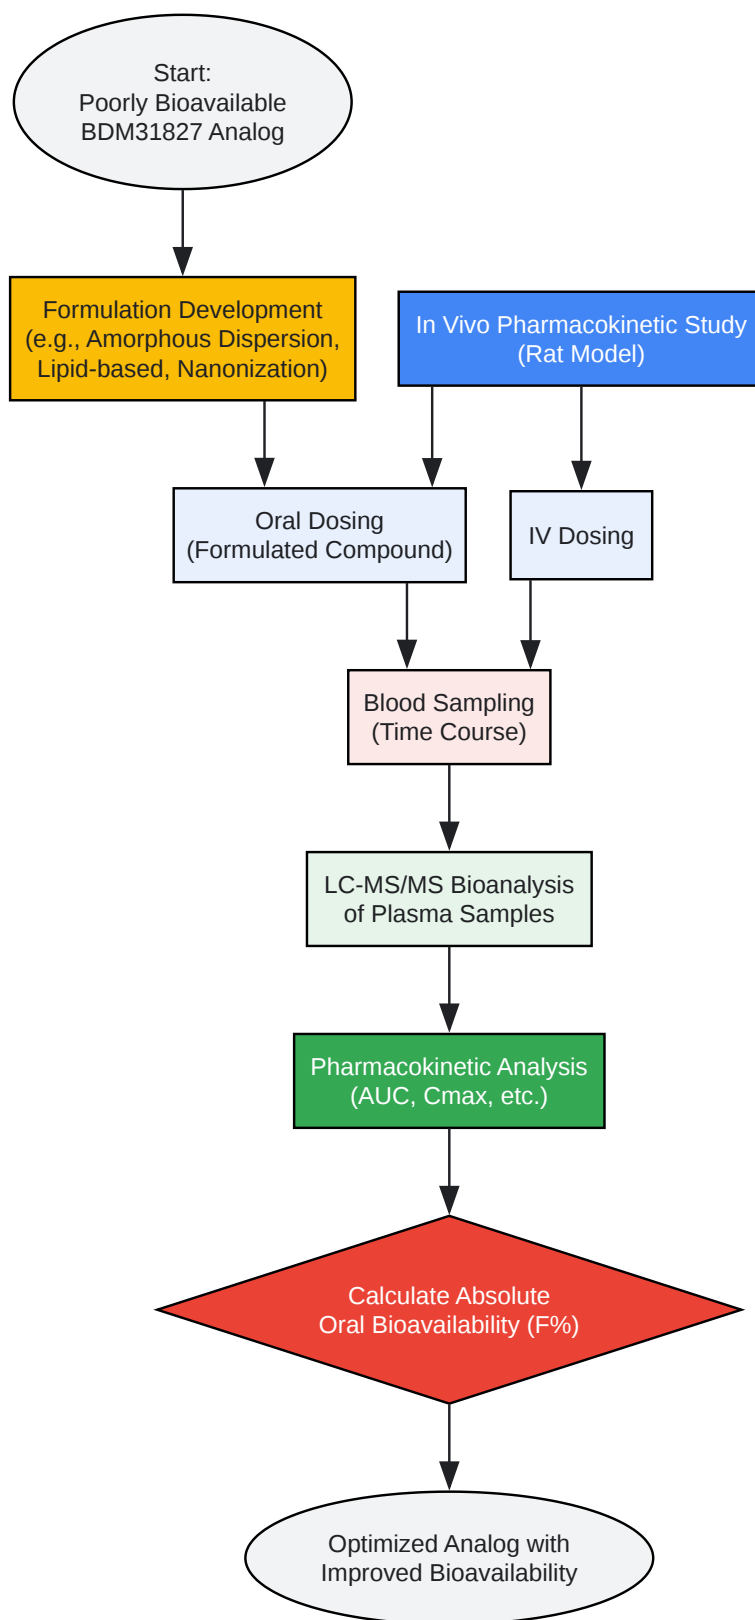 Start:
Poorly Bioavailable
BDM31827 Analog
Formulation Development
(e.g., Amorphous Dispersion,
Lipid-based, Nanonization)
In Vivo Pharmacokinetic Study
(Rat Model)
Oral Dosing
(Formulated Compound)
IV Dosing
Blood Sampling
(Time Course)
LC-MS/MS Bioanalysis
of Plasma Samples
Pharmacokinetic Analysis
(AUC, Cmax, etc.)
Calculate Absolute
Oral Bioavailability (F%)
Optimized Analog with
Improved Bioavailability